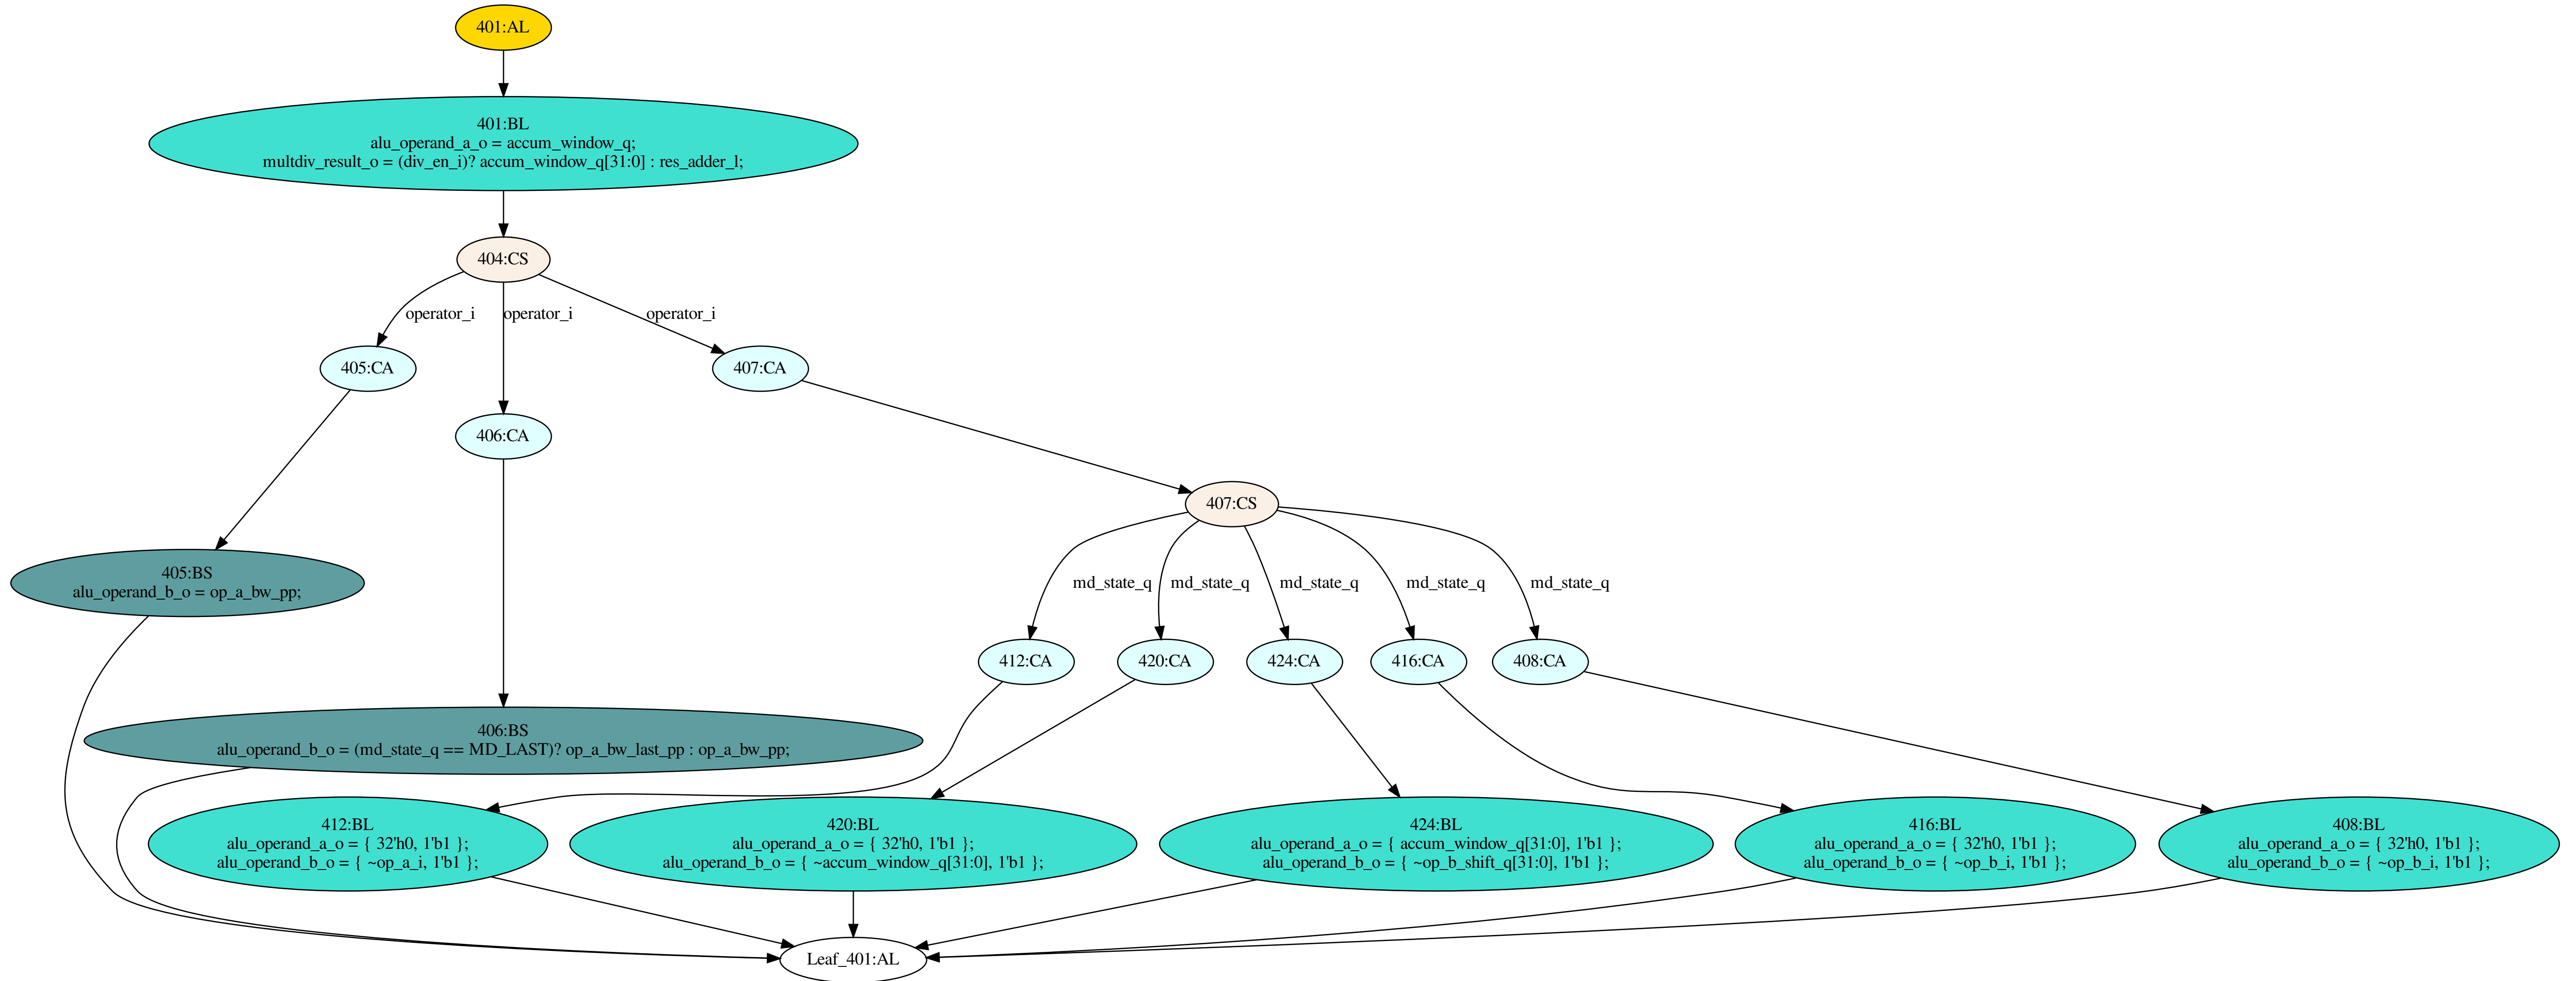 401:AL
401:BL
alu_operand_a_o = accum_window_q;
multdiv_result_o = (div_en_i)? accum_window_q[31:0] : res_adder_l;
404:CS
operator_i
operator_i
operator_i
405:CA
407:CA
406:CA
407:CS
405:BS
alu_operand_b_o = op_a_bw_pp;
md_state_q
md_state_q
md_state_q
md_state_q
md_state_q
412:CA
420:CA
424:CA
416:CA
408:CA
406:BS
alu_operand_b_o = (md_state_q == MD_LAST)? op_a_bw_last_pp : op_a_bw_pp;
412:BL
alu_operand_a_o = { 32'h0, 1'b1 };
alu_operand_b_o = { ~op_a_i, 1'b1 };
420:BL
alu_operand_a_o = { 32'h0, 1'b1 };
alu_operand_b_o = { ~accum_window_q[31:0], 1'b1 };
424:BL
alu_operand_a_o = { accum_window_q[31:0], 1'b1 };
alu_operand_b_o = { ~op_b_shift_q[31:0], 1'b1 };
416:BL
alu_operand_a_o = { 32'h0, 1'b1 };
alu_operand_b_o = { ~op_b_i, 1'b1 };
408:BL
alu_operand_a_o = { 32'h0, 1'b1 };
alu_operand_b_o = { ~op_b_i, 1'b1 };
Leaf_401:AL